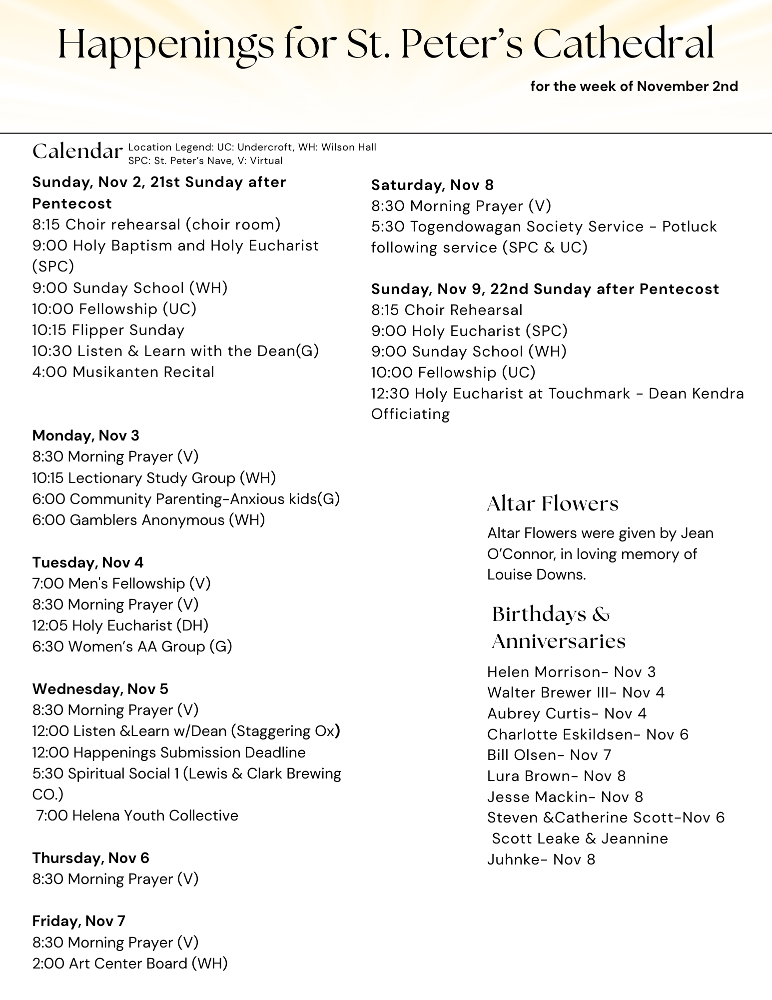 Happenings for St. Peter’s Cathedral
for the week of November 2nd
Calendar
Location Legend: UC: Undercroft, WH: Wilson Hall
SPC: St. Peter’s Nave, V: Virtual
Sunday, Nov 2, 21st Sunday after
Pentecost
8:15 Choir rehearsal (choir room)
9:00 Holy Baptism and Holy Eucharist
(SPC)
9:00 Sunday School (WH)
10:00 Fellowship (UC)
10:15 Flipper Sunday
10:30 Listen & Learn with the Dean(G)
4:00 Musikanten Recital
Monday, Nov 3
8:30 Morning Prayer (V)
10:15 Lectionary Study Group (WH)
6:00 Community Parenting-Anxious kids(G)
6:00 Gamblers Anonymous (WH)
Tuesday, Nov 4
7:00 Men's Fellowship (V)
8:30 Morning Prayer (V)
12:05 Holy Eucharist (DH)
6:30 Women’s AA Group (G)
Wednesday, Nov 5
8:30 Morning Prayer (V)
12:00 Listen &Learn w/Dean (Staggering Ox)
12:00 Happenings Submission Deadline
5:30 Spiritual Social 1 (Lewis & Clark Brewing
CO.)
7:00 Helena Youth Collective
Thursday, Nov 6
8:30 Morning Prayer (V)
Friday, Nov 7
8:30 Morning Prayer (V)
2:00 Art Center Board (WH)
Saturday, Nov 8
8:30 Morning Prayer (V)
5:30 Togendowagan Society Service - Potluck
following service (SPC & UC)
Sunday, Nov 9, 22nd Sunday after Pentecost
8:15 Choir Rehearsal
9:00 Holy Eucharist (SPC)
9:00 Sunday School (WH)
10:00 Fellowship (UC)
12:30 Holy Eucharist at Touchmark - Dean Kendra
Officiating
Altar Flowers
Altar Flowers were given by Jean
O’Connor, in loving memory of
Louise Downs.
Birthdays &
Anniversaries
Helen Morrison- Nov 3
Walter Brewer III- Nov 4
Aubrey Curtis- Nov 4
Charlotte Eskildsen- Nov 6
Bill Olsen- Nov 7
Lura Brown- Nov 8
Jesse Mackin- Nov 8
Steven &Catherine Scott-Nov 6
Scott Leake & Jeannine
Juhnke- Nov 8